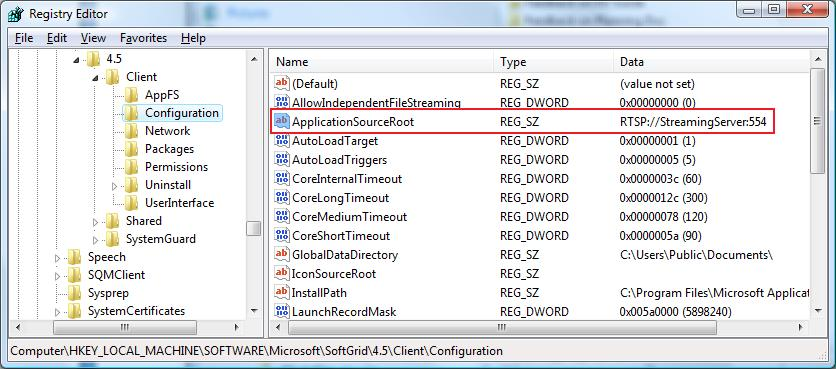 Registry Editor
File Edit View Favorites Help
4.5
Client
AppFS
Configuration
Network
Packages
Permissions
Uninstall
UserInterface
Shared
SystemGuard
Speech
SQMClient
Sysprep
SystemCertificates
Name Type Data
(Default) REG_SZ (value not set)
AllowIndependentFileStreaming REG_DWORD 0x00000000 (0)
ApplicationSourceRoot REG_SZ RTSP://StreamingServer:554
AutoLoadTarget REG_DWORD 0x00000001 (1)
AutoLoadTriggers REG_DWORD 0x00000005 (5)
CoreInternalTimeout REG_DWORD 0x0000003c (60)
CoreLongTimeout REG_DWORD 0x0000012c (300)
CoreMediumTimeout REG_DWORD 0x00000078 (120)
CoreShortTimeout REG_DWORD 0x0000005a (90)
GlobalDataDirectory REG_SZ C:\Users\Public\Documents\
IconSourceRoot REG_SZ
InstallPath REG_SZ C:\Program Files\Microsoft Applicat
LaunchRecordMask REG_DWORD 0x005a0000 (5898240)
Computer\HKEY_LOCAL_MACHINE\SOFTWARE\Microsoft\SoftGrid\4.5\Client\Configuration